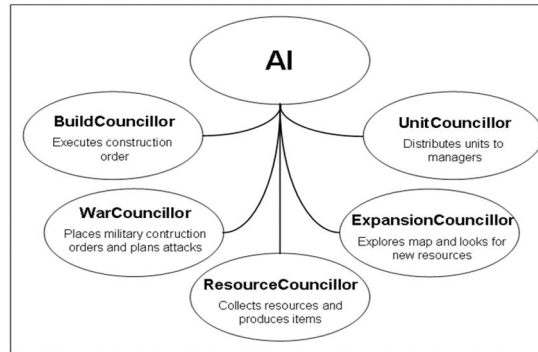 AI
BuildCouncillor
Executes construction
order
UnitCouncillor
Distributes units to
managers
WarCouncillor
Places military contruction
orders and plans attacks
ExpansionCouncillor
Explores map and looks for
new resources
ResourceCouncillor
Collects resources and
produces items